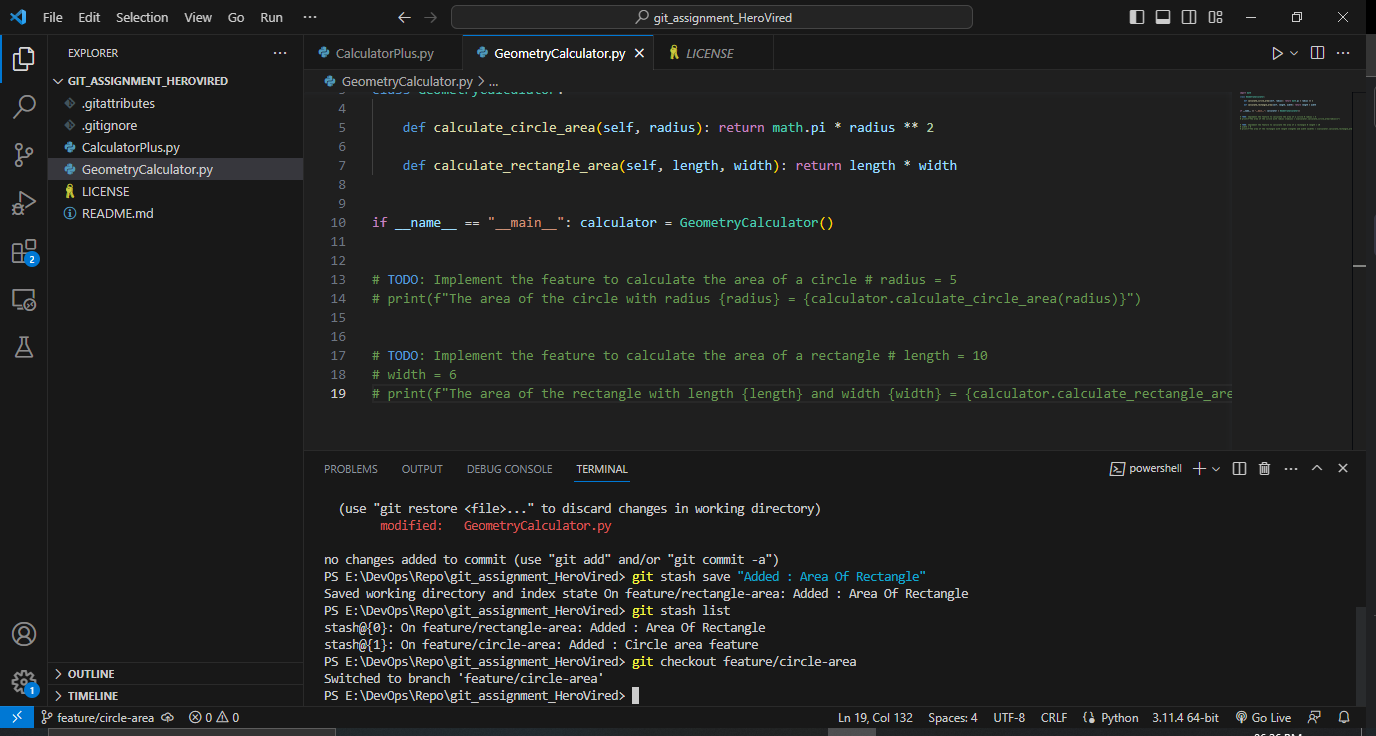 File Edit Selection View Go Run ···
git_assignment_HeroVired
EXPLORER ···
GIT_ASSIGNMENT_HEROVIRED
.gitattributes
.gitignore
CalculatorPlus.py
GeometryCalculator.py
LICENSE
README.md
OUTLINE
TIMELINE
2
1
CalculatorPlus.py GeometryCalculator.py LICENSE
GeometryCalculator.py > ...
4
5 def calculate_circle_area(self, radius): return math.pi * radius ** 2
6
7 def calculate_rectangle_area(self, length, width): return length * width
8
9
10 if __name__ == "__main__": calculator = GeometryCalculator()
11
12
13 # TODO: Implement the feature to calculate the area of a circle # radius = 5
14 # print(f"The area of the circle with radius {radius} = {calculator.calculate_circle_area(radius)}")
15
16
17 # TODO: Implement the feature to calculate the area of a rectangle # length = 10
18 # width = 6
19 # print(f"The area of the rectangle with length {length} and width {width} = {calculator.calculate_rectangle_are
PROBLEMS OUTPUT DEBUG CONSOLE TERMINAL powershell
(use "git restore <file>..." to discard changes in working directory)
modified: GeometryCalculator.py
no changes added to commit (use "git add" and/or "git commit -a")
PS E:\DevOps\Repo\git_assignment_HeroVired> git stash save "Added : Area Of Rectangle"
Saved working directory and index state On feature/rectangle-area: Added : Area Of Rectangle
PS E:\DevOps\Repo\git_assignment_HeroVired> git stash list
stash@{0}: On feature/rectangle-area: Added : Area Of Rectangle
stash@{1}: On feature/circle-area: Added : Circle area feature
PS E:\DevOps\Repo\git_assignment_HeroVired> git checkout feature/circle-area
Switched to branch 'feature/circle-area'
PS E:\DevOps\Repo\git_assignment_HeroVired>
feature/circle-area 0 0 Ln 19, Col 132 Spaces: 4 UTF-8 CRLF Python 3.11.4 64-bit Go Live